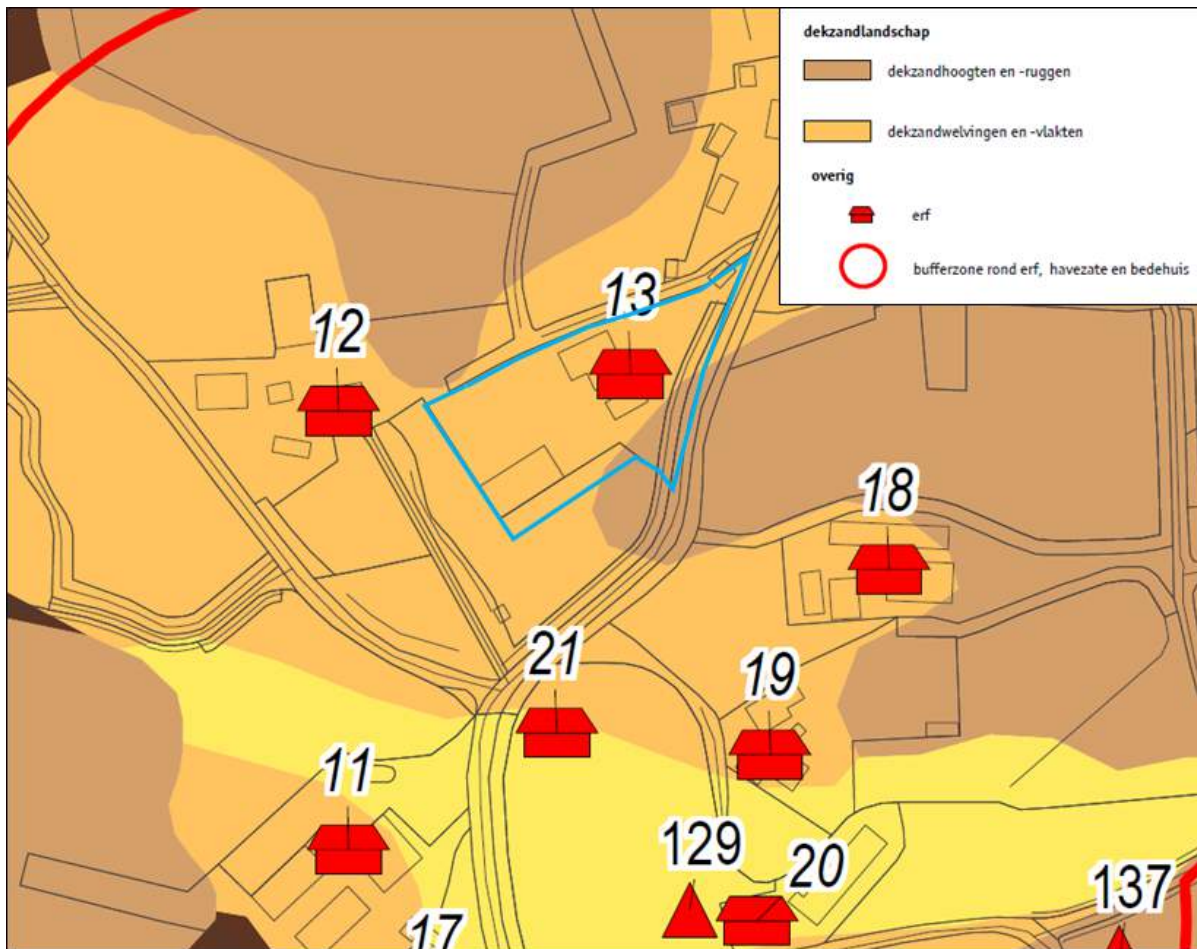 dekzandlandschap
dekzandhoogten en -ruggen
dekzandwelvingen en -vlakten
overig
erf
bufferzone rond erf, havezate en bedehuis
13
12
18
21
19
11
129
20
137
17